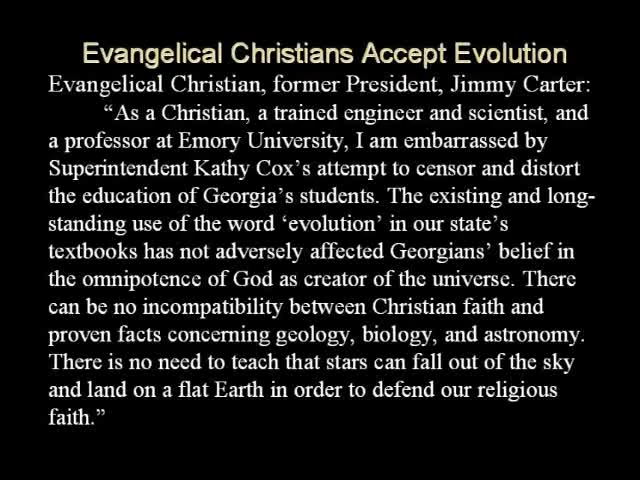 Evangelical Christians Accept Evolution
Evangelical Christian, former President, Jimmy Carter:
“As a Christian, a trained engineer and scientist, and
a professor at Emory University, I am embarrassed by
Superintendent Kathy Cox’s attempt to censor and distort
the education of Georgia’s students. The existing and long-
standing use of the word ‘evolution’ in our state’s
textbooks has not adversely affected Georgians’ belief in
the omnipotence of God as creator of the universe. There
can be no incompatibility between Christian faith and
proven facts concerning geology, biology, and astronomy.
There is no need to teach that stars can fall out of the sky
and land on a flat Earth in order to defend our religious
faith.”